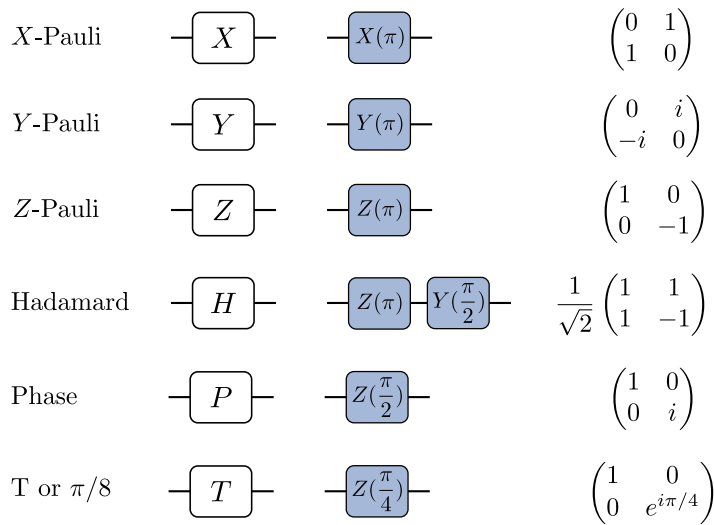 X-Pauli X X(π) (0 1
1 0)
Y-Pauli Y Y(π) (0 i
-i 0)
Z-Pauli Z Z(π) (1 0
0 -1)
Hadamard H Z(π) Y(π/2) 1/√2 (1 1
1 -1)
Phase P Z(π/2) (1 0
0 i)
T or π/8 T Z(π/4) (1 0
0 e^{iπ/4})